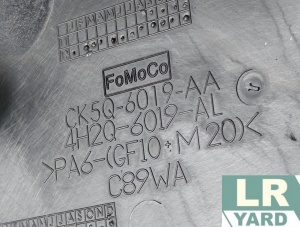 FoMoCo
CK5Q-6019-AA
4H2Q-6019-AL
>PA6-(GF10+M20)<
C89WA
LR
YARD